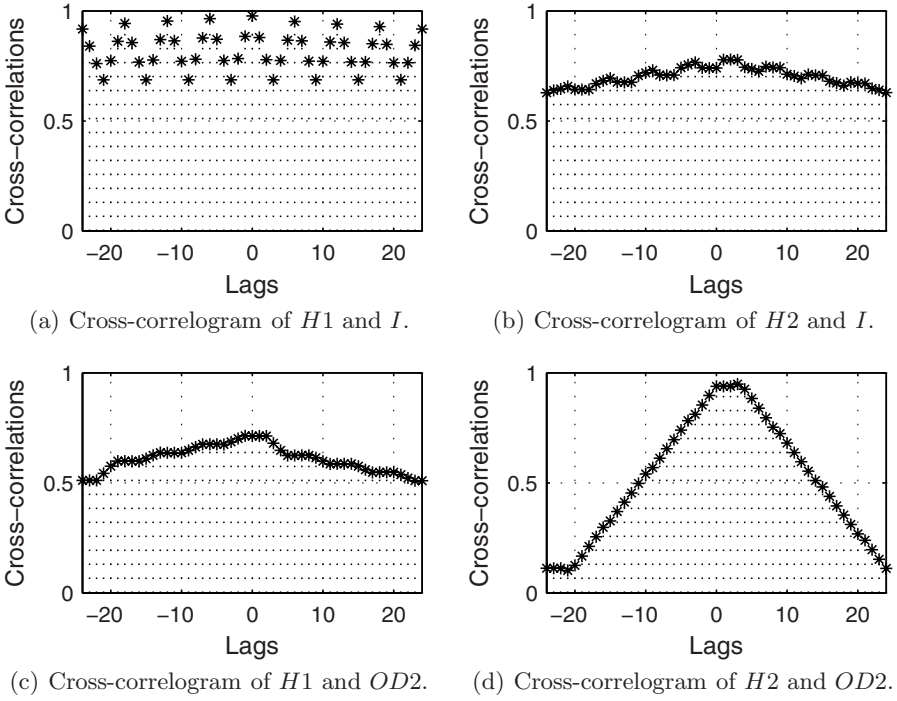 1
0.5
0
Cross−correlations
−20 −10 0 10 20
Lags
(a) Cross-correlogram of H1 and I.
1
0.5
0
Cross−correlations
−20 −10 0 10 20
Lags
(b) Cross-correlogram of H2 and I.
1
0.5
0
Cross−correlations
−20 −10 0 10 20
Lags
(c) Cross-correlogram of H1 and OD2.
1
0.5
0
Cross−correlations
−20 −10 0 10 20
Lags
(d) Cross-correlogram of H2 and OD2.